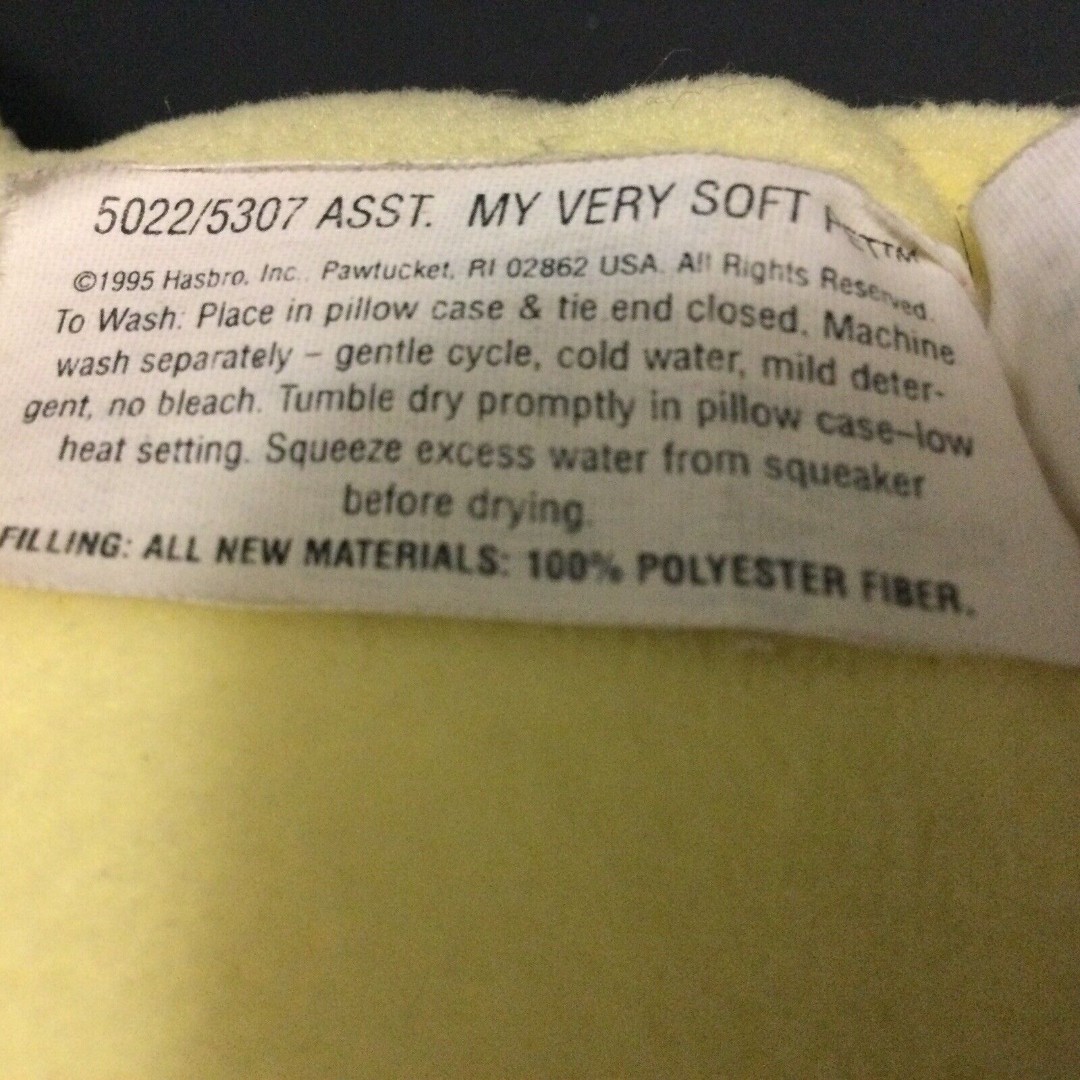 5022/5307 ASST. MY VERY SOFT PET™
©1995 Hasbro, Inc., Pawtucket, RI 02862 USA. All Rights Reserved.
To Wash: Place in pillow case & tie end closed. Machine
wash separately – gentle cycle, cold water, mild deter-
gent, no bleach. Tumble dry promptly in pillow case–low
heat setting. Squeeze excess water from squeaker
before drying.
FILLING: ALL NEW MATERIALS: 100% POLYESTER FIBER.